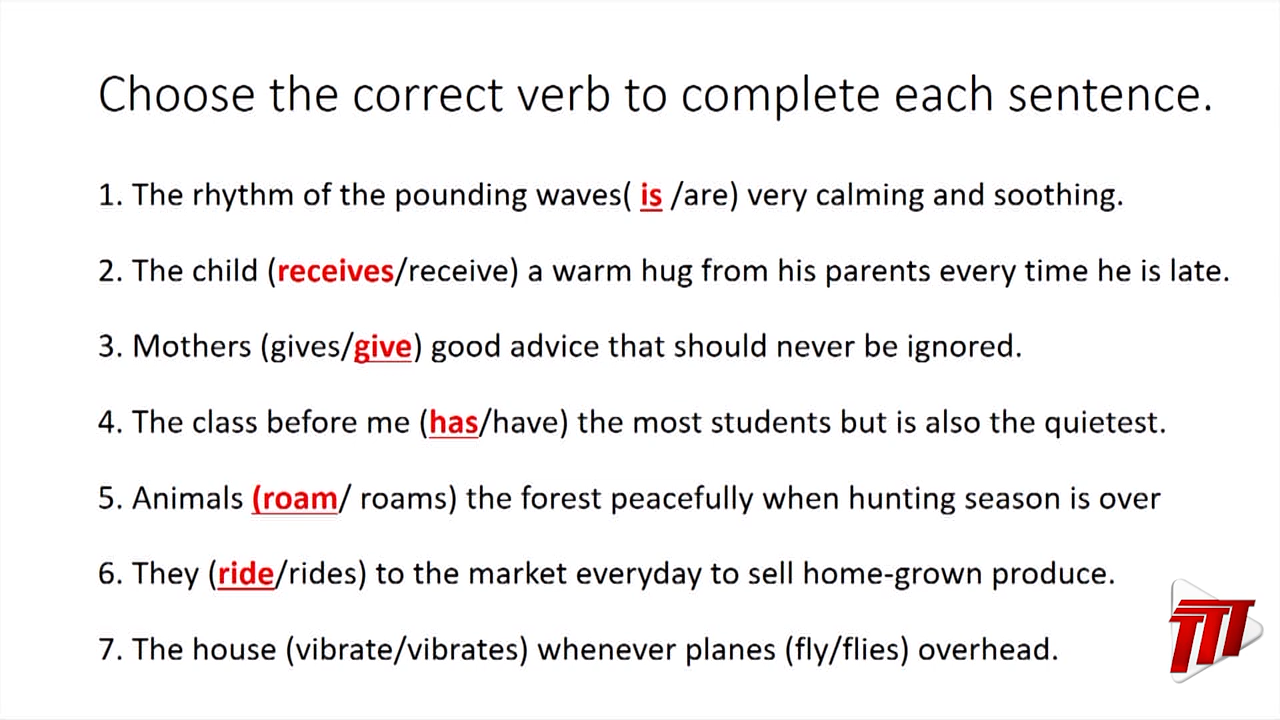 Choose the correct verb to complete each sentence.
1. The rhythm of the pounding waves( is /are) very calming and soothing.
2. The child (receives/receive) a warm hug from his parents every time he is late.
3. Mothers (gives/give) good advice that should never be ignored.
4. The class before me (has/have) the most students but is also the quietest.
5. Animals (roam/ roams) the forest peacefully when hunting season is over
6. They (ride/rides) to the market everyday to sell home-grown produce.
7. The house (vibrate/vibrates) whenever planes (fly/flies) overhead.
TTT